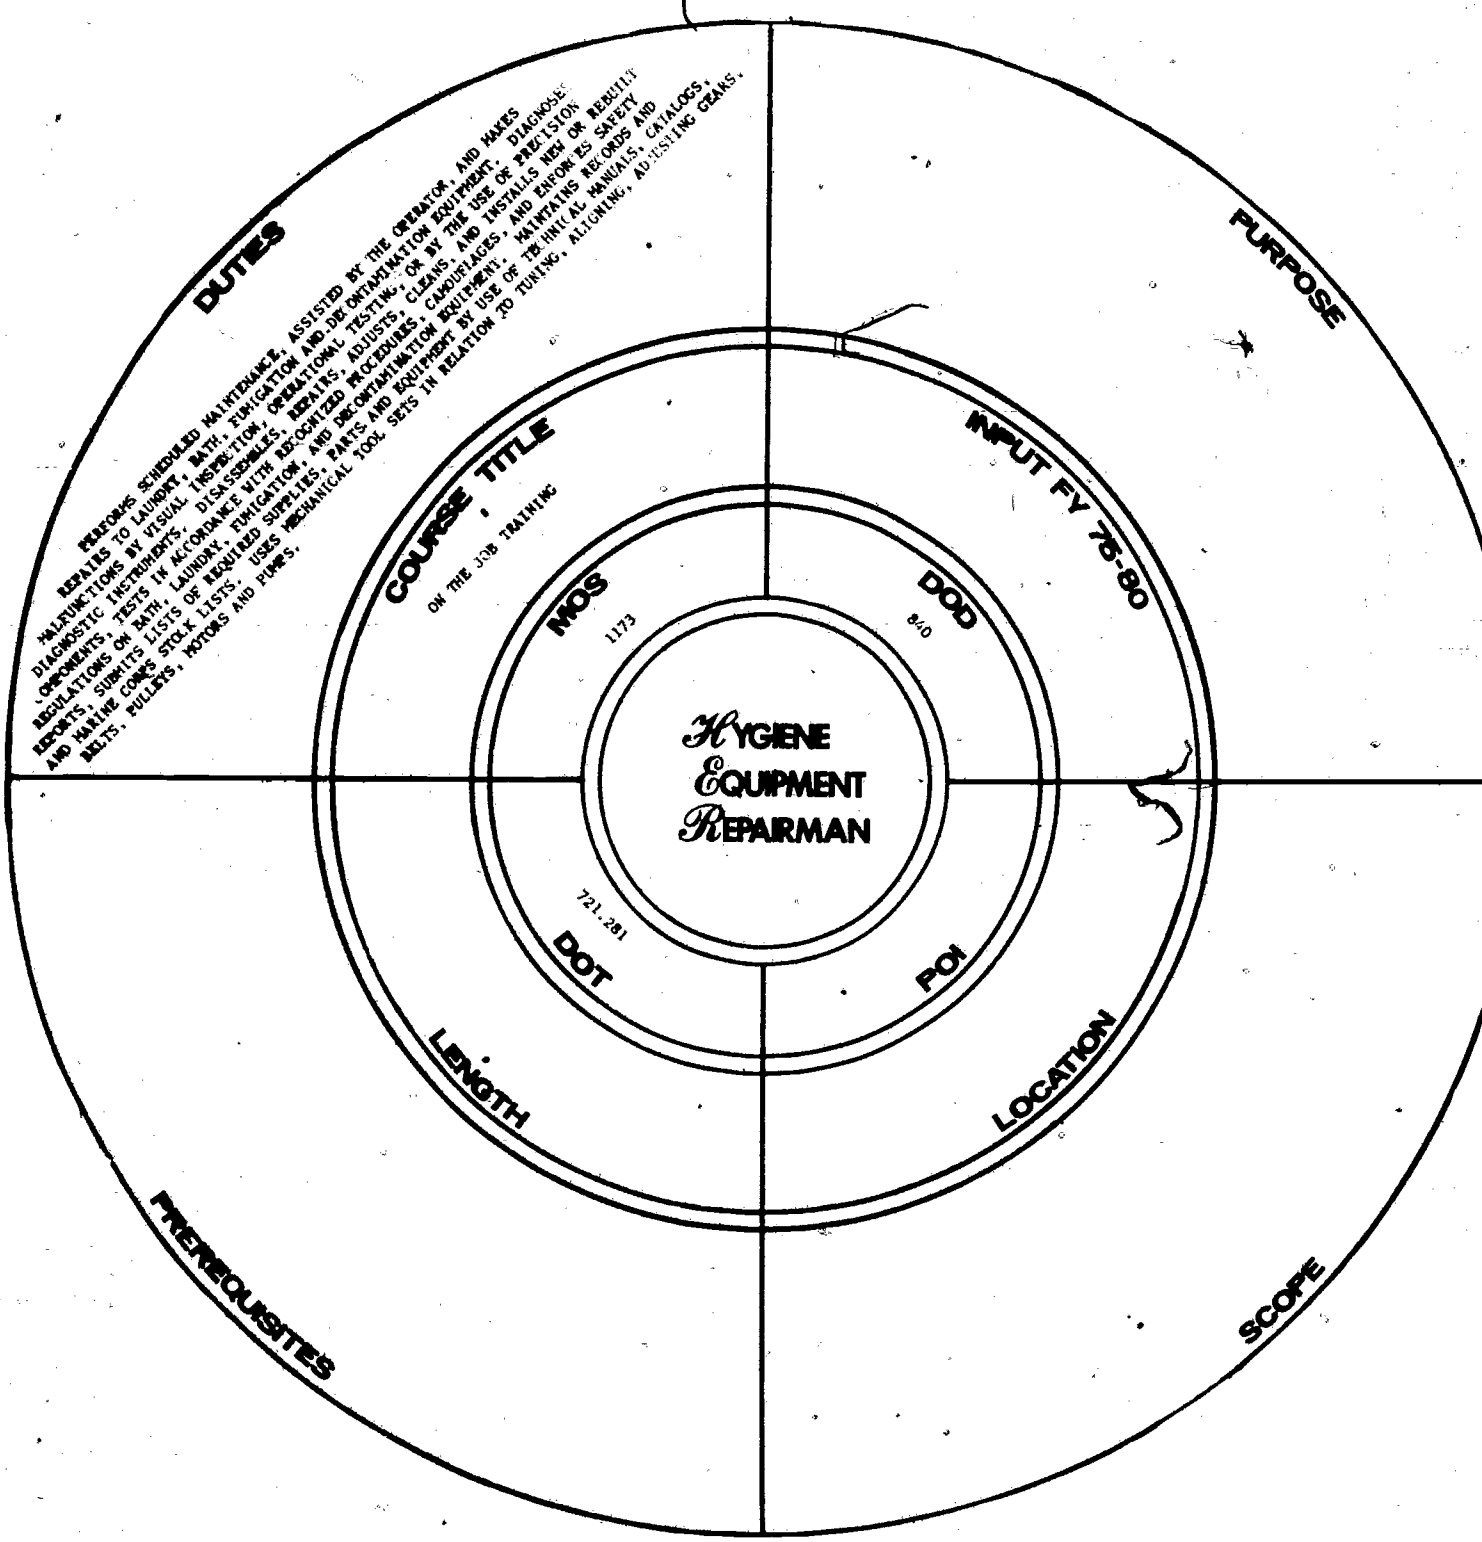 DUTIES
PERFORMS SCHEDULED MAINTENANCE, ASSISTED BY THE OPERATOR, AND MAKES
REPAIRS TO LAUNDRY, BATH, FUMIGATION AND DECONTAMINATION EQUIPMENT, DIAGNOSES
MALFUNCTIONS BY VISUAL INSPECTION, OPERATIONAL TESTING, OR BY THE USE OF PRECISION
DIAGNOSTIC INSTRUMENTS, DISASSEMBLES, REPAIRS, ADJUSTS, CLEANS, AND INSTALLS NEW OR REBUILT
COMPONENTS, TESTS IN ACCORDANCE WITH RECOGNIZED PROCEDURES, CAMOUFLAGES, AND ENFORCES SAFETY
REGULATIONS ON BATH, LAUNDRY, FUMIGATION, AND DECONTAMINATION EQUIPMENT, MAINTAINS RECORDS AND
REPORTS, SUBMITS LISTS OF REQUIRED SUPPLIES, PARTS AND EQUIPMENT BY USE OF TECHNICAL MANUALS, CATALOGS,
AND MARINE CORPS STOCK LISTS. USES MECHANICAL TOOL SETS IN RELATION TO TUNING, ALIGNING, ADJUSTING GEARS,
BELTS, PULLEYS, MOTORS AND PUMPS.
PURPOSE
COURSE TITLE
ON THE JOB TRAINING
INPUT FY 75-80
MOS
1173
DOD
840
HYGIENE
EQUIPMENT
REPAIRMAN
721.281
DOT
POI
LENGTH
LOCATION
PREREQUISITES
SCOPE